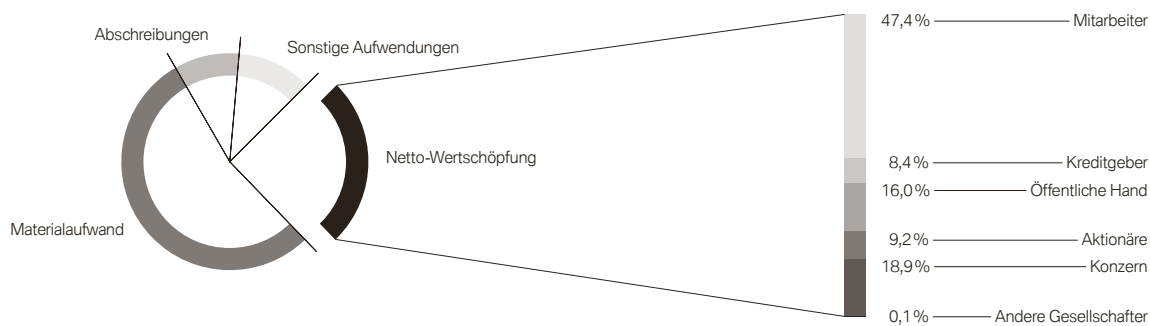 Abschreibungen
Sonstige Aufwendungen
Netto-Wertschöpfung
Materialaufwand
47,4 % Mitarbeiter
8,4 % Kreditgeber
16,0 % Öffentliche Hand
9,2 % Aktionäre
18,9 % Konzern
0,1 % Andere Gesellschafter